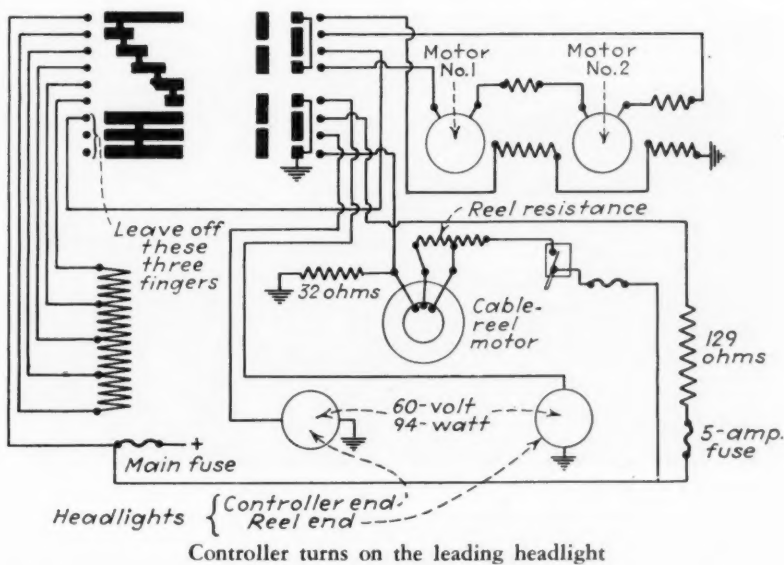 Motor
No.1
Motor
No.2
Leave off
these
three
fingers
Reel resistance
32 ohms
Cable-
reel
motor
129
ohms
60-volt
94-watt
5-amp.
fuse
+
Main fuse
Headlights { Controller end
Reel end
Controller turns on the leading headlight